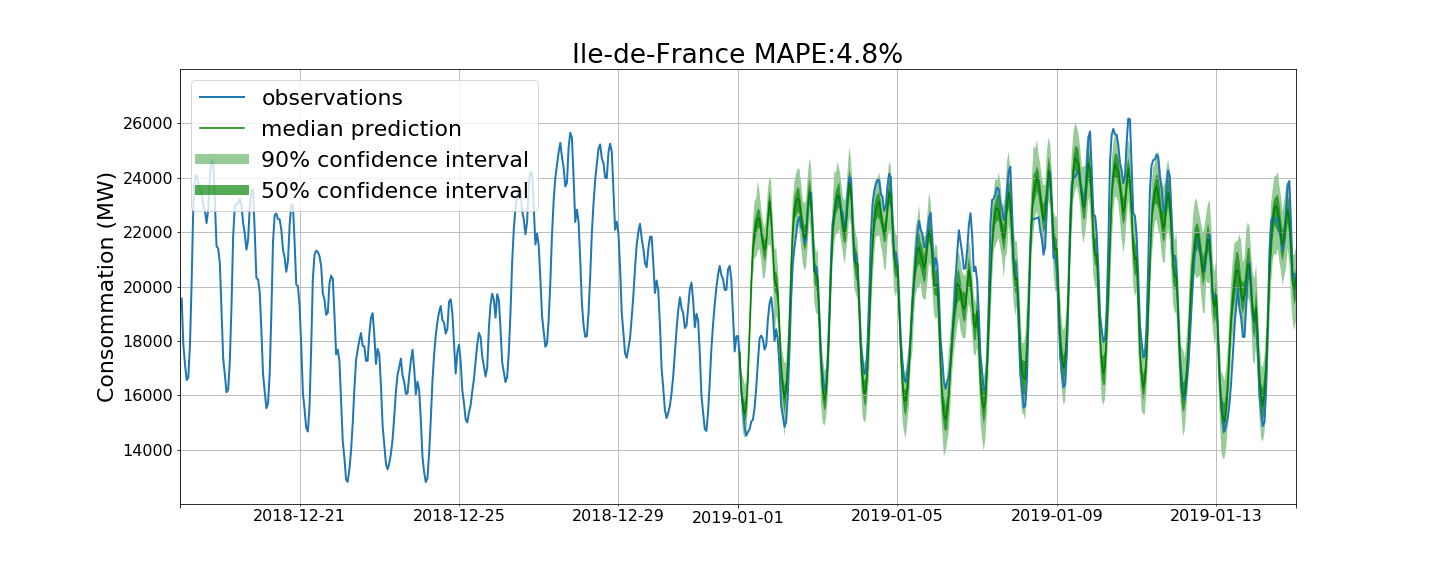 Ile-de-France MAPE:4.8%
observations
median prediction
90% confidence interval
50% confidence interval
Consommation (MW)
26000
24000
22000
20000
18000
16000
14000
2018-12-21 2018-12-25 2018-12-29 2019-01-01 2019-01-05 2019-01-09 2019-01-13